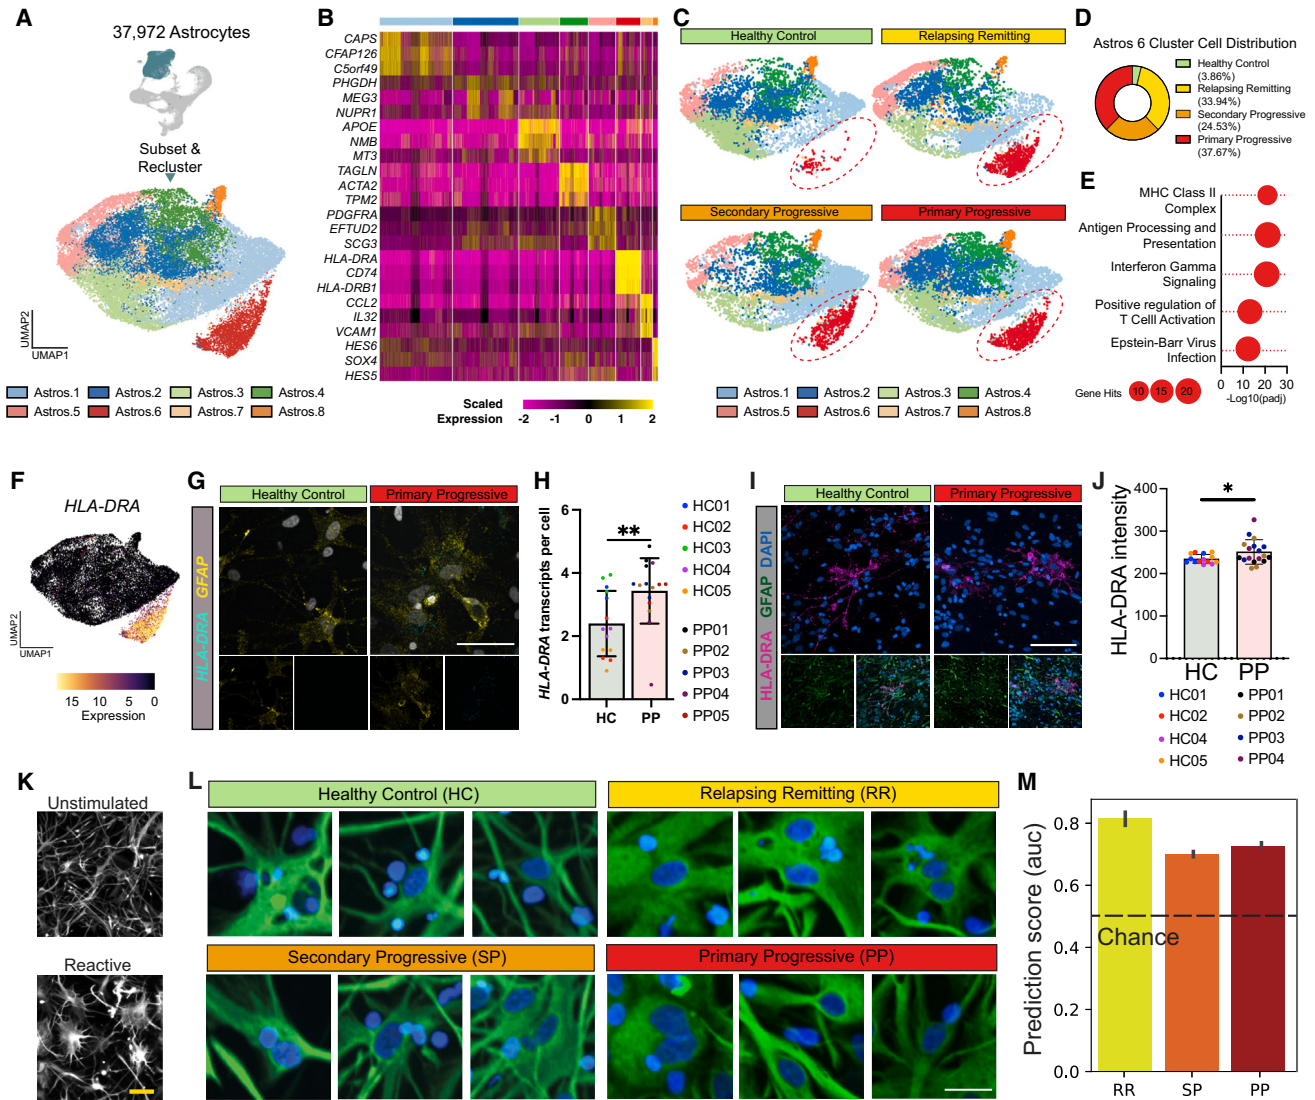 A
37,972 Astrocytes
Subset &
Recluster
UMAP2
UMAP1
Astros.1 Astros.2 Astros.3 Astros.4
Astros.5 Astros.6 Astros.7 Astros.8
B
CAPS
CFAP126
C5orf49
PHGDH
MEG3
NUPR1
APOE
NMB
MT3
TAGLN
ACTA2
TPM2
PDGFRA
EFTUD2
SCG3
HLA-DRA
CD74
HLA-DRB1
CCL2
IL32
VCAM1
HES6
SOX4
HES5
Scaled
Expression
-2 -1 0 1 2
C
Healthy Control Relapsing Remitting
Secondary Progressive Primary Progressive
Astros.1 Astros.2 Astros.3 Astros.4
Astros.5 Astros.6 Astros.7 Astros.8
D
Astros 6 Cluster Cell Distribution
Healthy Control
(3.86%)
Relapsing Remitting
(33.94%)
Secondary Progressive
(24.53%)
Primary Progressive
(37.67%)
E
MHC Class II
Complex
Antigen Processing and
Presentation
Interferon Gamma
Signaling
Positive regulation of
T Celll Activation
Epstein-Barr Virus
Infection
0 10 20 30
-Log10(padj)
Gene Hits 10 15 20
F
HLA-DRA
UMAP2
UMAP1
15 10 5 0
Expression
G
Healthy Control Primary Progressive
HLA-DRA GFAP
H
HLA-DRA transcripts per cell
6
4
2
0
**
HC PP
HC01
HC02
HC03
HC04
HC05
PP01
PP02
PP03
PP04
PP05
I
Healthy Control Primary Progressive
HLA-DRA GFAP DAPI
J
HLA-DRA intensity
400
300
200
100
0
*
HC PP
HC01 PP01
HC02 PP02
HC04 PP03
HC05 PP04
K
Unstimulated
Reactive
L
Healthy Control (HC) Relapsing Remitting (RR)
Secondary Progressive (SP) Primary Progressive (PP)
M
Prediction score (auc)
0.8
0.6
0.4
0.2
0.0
Chance
RR SP PP